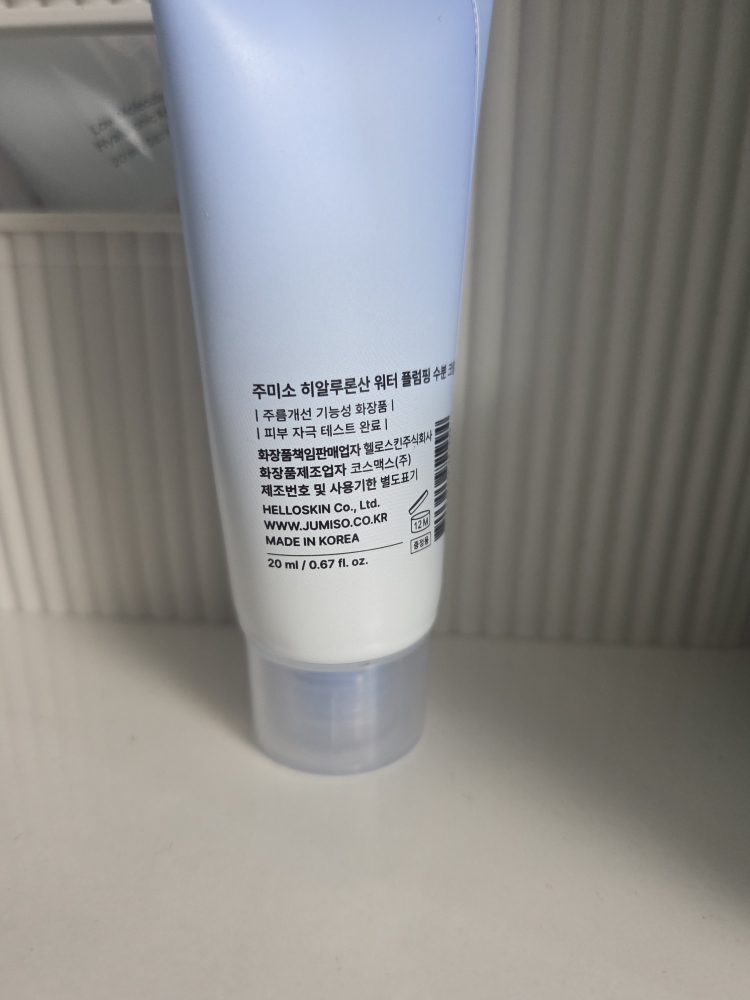 주미소 히알루론산 워터 플럼핑 수분
| 주름개선 기능성 화장품 |
| 피부 자극 테스트 완료 |
화장품책임판매업자 헬로스킨주식회사
화장품제조업자 코스맥스(주)
제조번호 및 사용기한 별도표기
HELLOSKIN Co., Ltd.
WWW.JUMISO.CO.KR
MADE IN KOREA
20 ml / 0.67 fl. oz.
12M
증정용